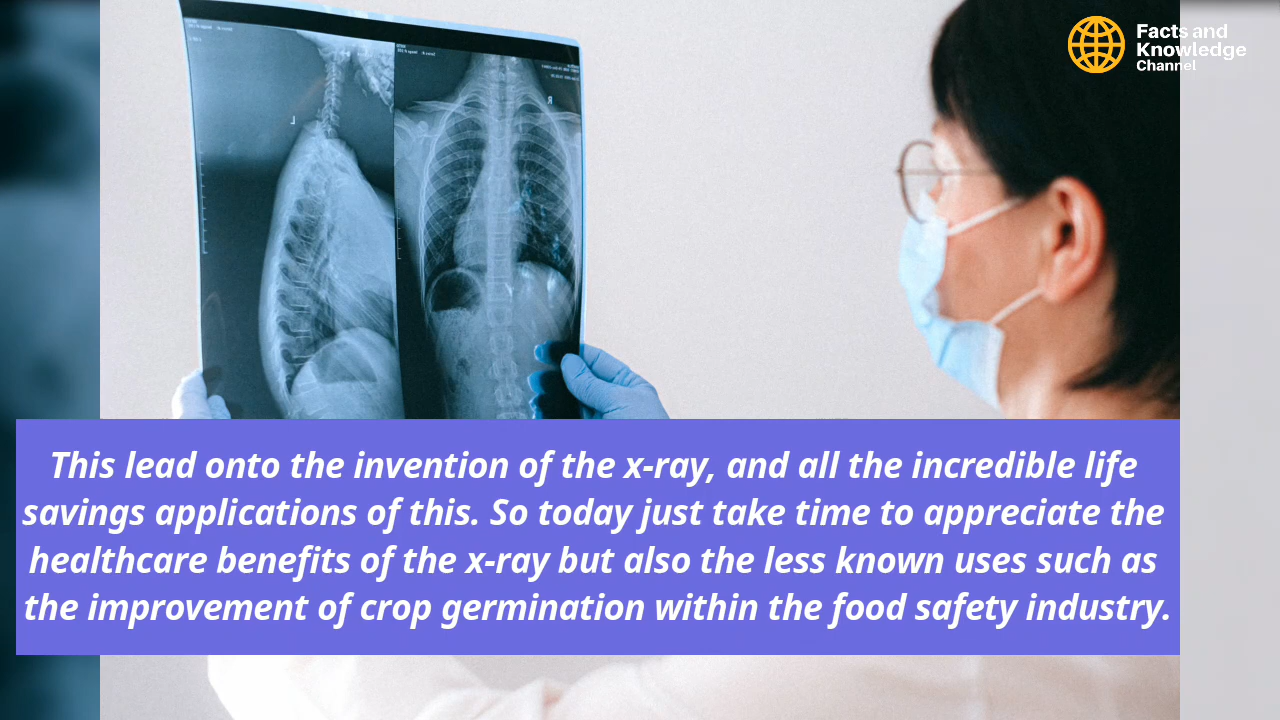 Facts and
Knowledge
Channel
L
R
This lead onto the invention of the x-ray, and all the incredible life
savings applications of this. So today just take time to appreciate the
healthcare benefits of the x-ray but also the less known uses such as
the improvement of crop germination within the food safety industry.